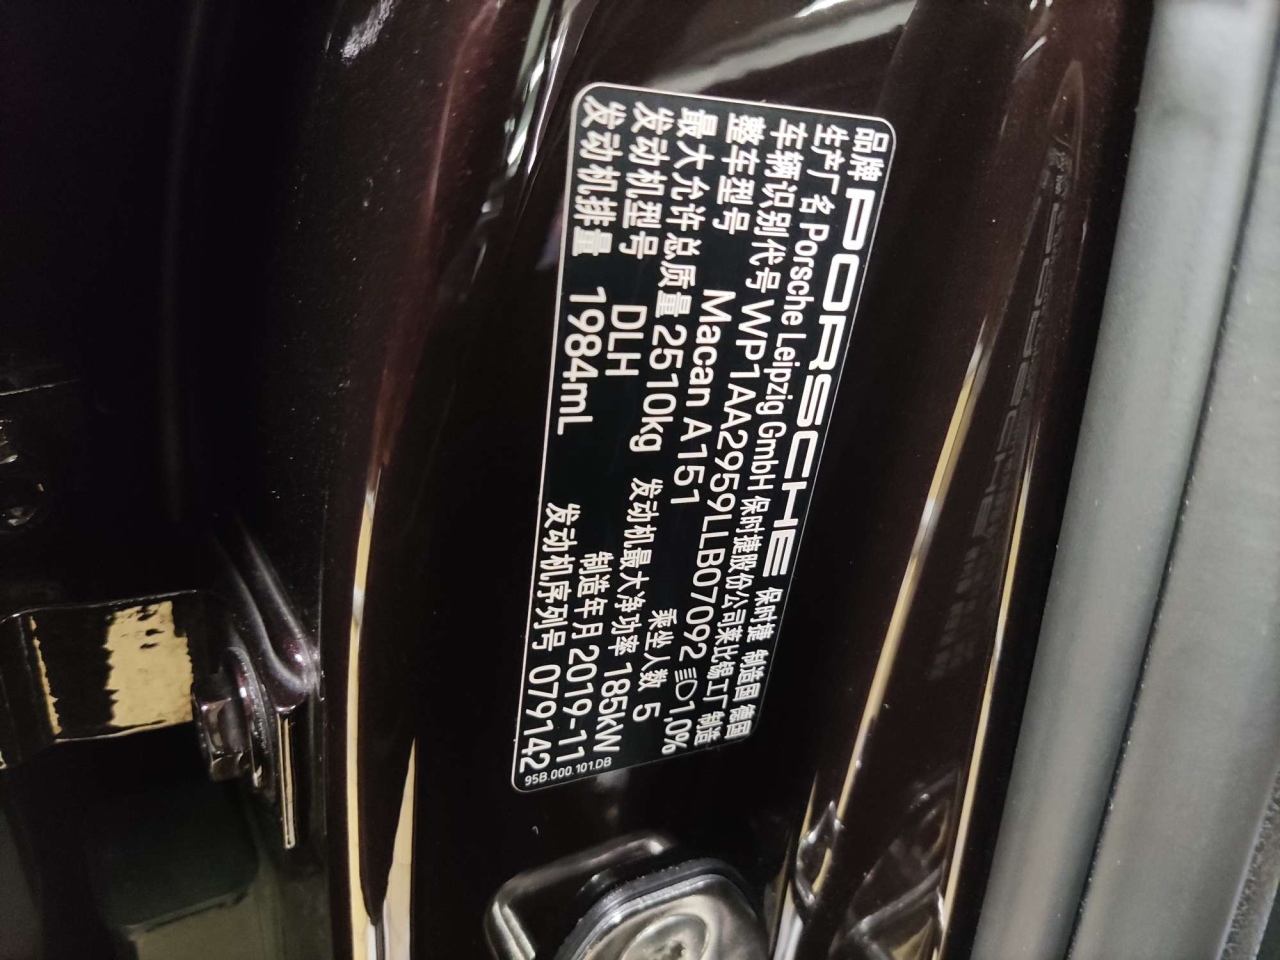 品牌 PORSCHE 保时捷 制造国 德国
生产厂名 Porsche Leipzig GmbH 保时捷股份公司莱比锡工厂 制造
车辆识别代号 WP1AA2959LLB07092 1,0%
整车型号 Macan A151 乘坐人数 5
最大允许总质量 2510kg 发动机最大净功率 185kW
发动机型号 DLH 制造年月 2019-11
发动机排量 1984mL 发动机序列号 079142
95B.000.101.DB